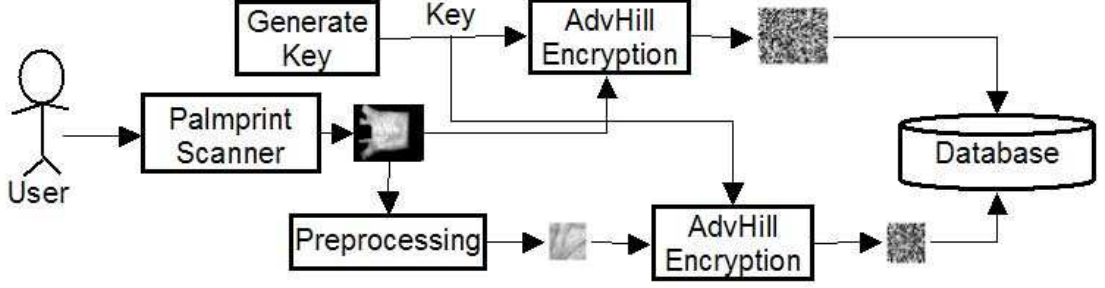 Generate
Key
Key
AdvHill
Encryption
Palmprint
Scanner
User
Database
Preprocessing
AdvHill
Encryption